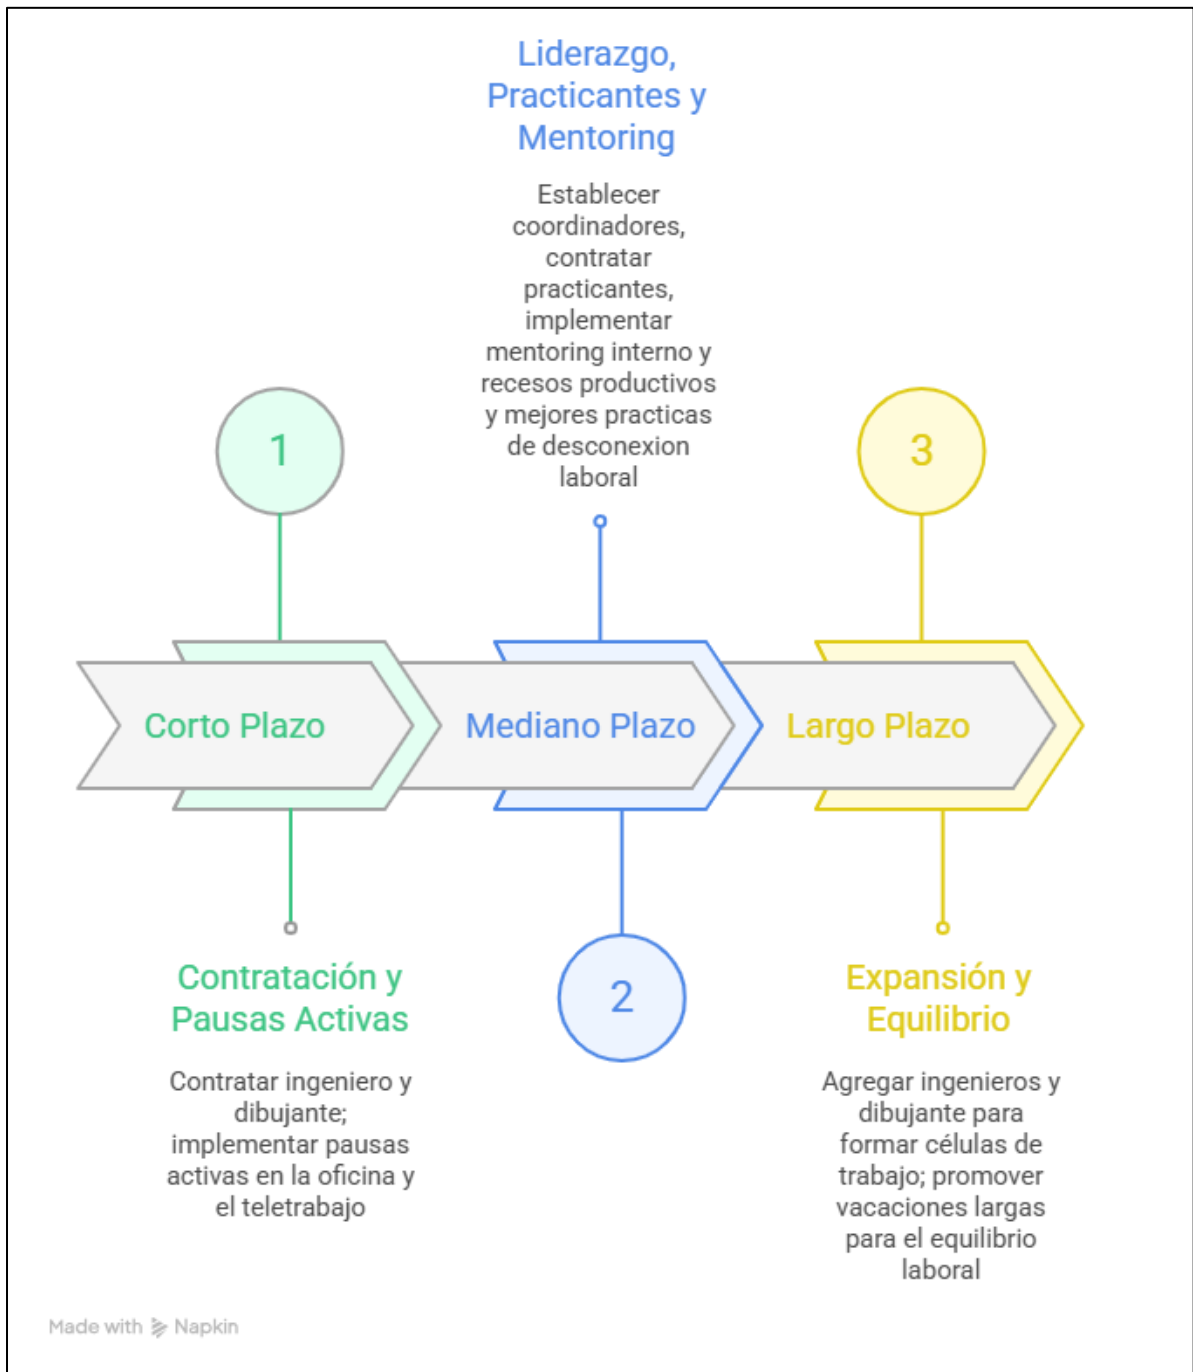 Liderazgo,
Practicantes y
Mentoring
Establecer
coordinadores,
contratar
practicantes,
implementar
mentoring interno y
recesos productivos
y mejores practicas
de desconexion
laboral
1
3
Corto Plazo
Mediano Plazo
Largo Plazo
Contratación y
Pausas Activas
Contratar ingeniero y
dibujante;
implementar pausas
activas en la oficina y
el teletrabajo
2
Expansión y
Equilibrio
Agregar ingenieros y
dibujante para
formar células de
trabajo; promover
vacaciones largas
para el equilibrio
laboral
Made with Napkin